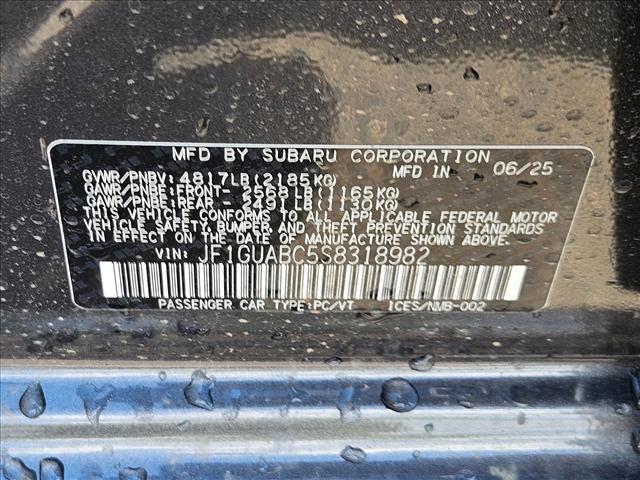 MFD BY SUBARU CORPORATION
GVWR/PNBV: 4817LB(2185KG) MFD IN 06/25
GAWR/PNBE:FRONT- 2568LB(1165KG)
GAWR/PNBE:REAR - 2491LB(1130KG)
THIS VEHICLE CONFORMS TO ALL APPLICABLE FEDERAL MOTOR
VEHICLE SAFETY, BUMPER, AND THEFT PREVENTION STANDARDS
IN EFFECT ON THE DATE OF MANUFACTURE SHOWN ABOVE.
VIN: JF1GUABC5S8318982
PASSENGER CAR TYPE:PC/VT ICES/NMB-002